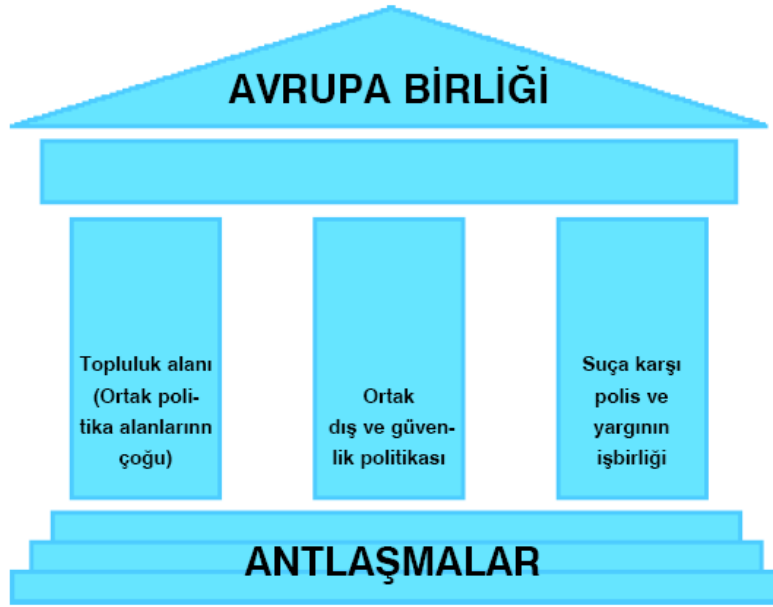 AVRUPA BİRLİĞİ
Topluluk alanı
(Ortak poli-
tika alanlarınn
çoğu)
Ortak
dış ve güven-
lik politikası
Suça karşı
polis ve
yargının
işbirliği
ANTLAŞMALAR